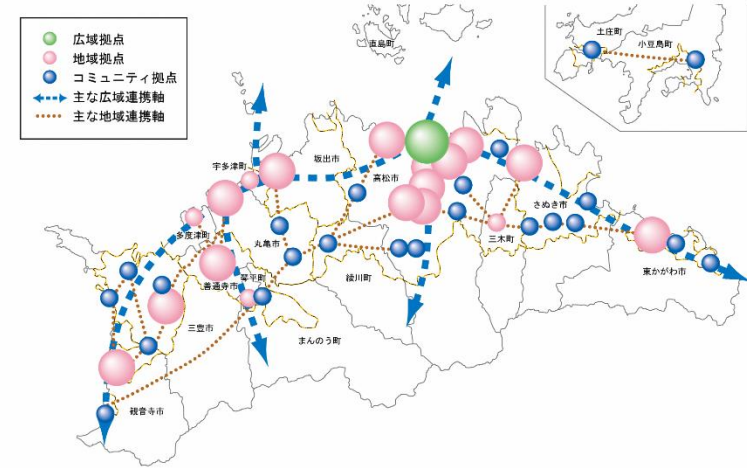 広域拠点
地域拠点
コミュニティ拠点
主な広域連携軸
主な地域連携軸
直島町
土庄町
小豆島町
宇多津町
坂出市
高松市
さぬき市
多度津町
丸亀市
三木町
善通寺市
琴平町
綾川町
東かがわ市
三豊市
まんのう町
観音寺市